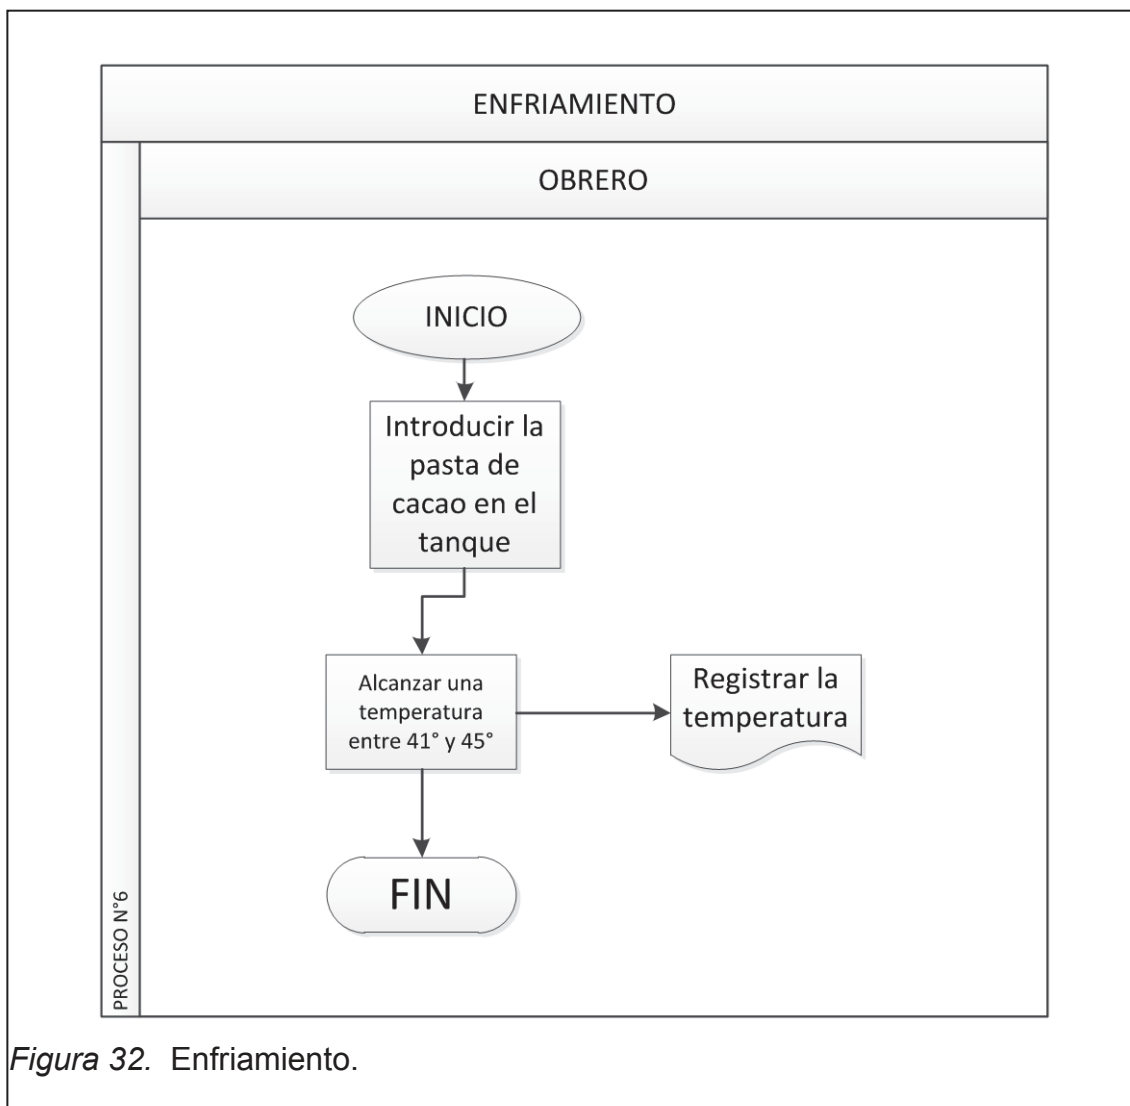 ENFRIAMIENTO
OBRERO
INICIO
Introducir la
pasta de
cacao en el
tanque
Alcanzar una
temperatura
entre 41° y 45°
Registrar la
temperatura
FIN
PROCESO N°6
Figura 32. Enfriamiento.